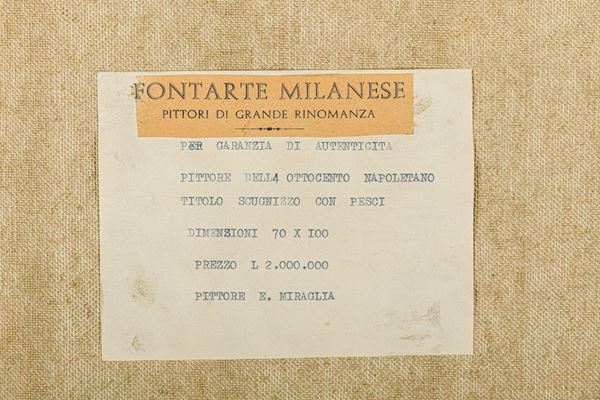 FONTARTE MILANESE
PITTORI DI GRANDE RINOMANZA
PER GARANZIA DI AUTENTICITA
PITTORE DELL4 OTTOCENTO NAPOLETANO
TITOLO SCUGNIZZO CON PESCI
DIMENSIONI 70 X I00
PREZZO L 2.000.000
PITTORE E. MIRAGLIA